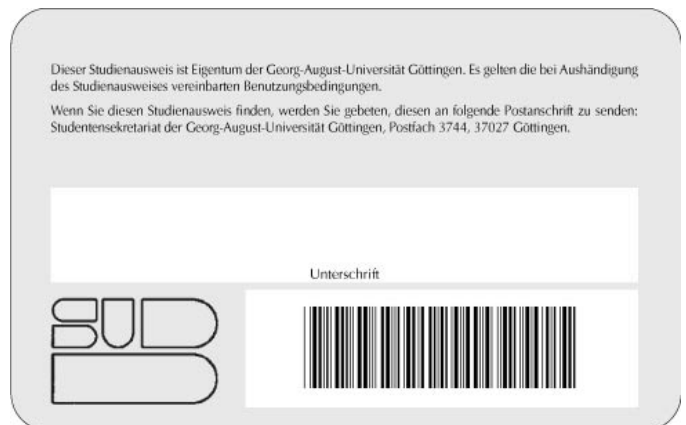 Dieser Studienausweis ist Eigentum der Georg-August-Universität Göttingen. Es gelten die bei Aushändigung
des Studienausweises vereinbarten Benutzungsbedingungen.
Wenn Sie diesen Studienausweis finden, werden Sie gebeten, diesen an folgende Postanschrift zu senden:
Studentensekretariat der Georg-August-Universität Göttingen, Postfach 3744, 37027 Göttingen.
Unterschrift
SUB